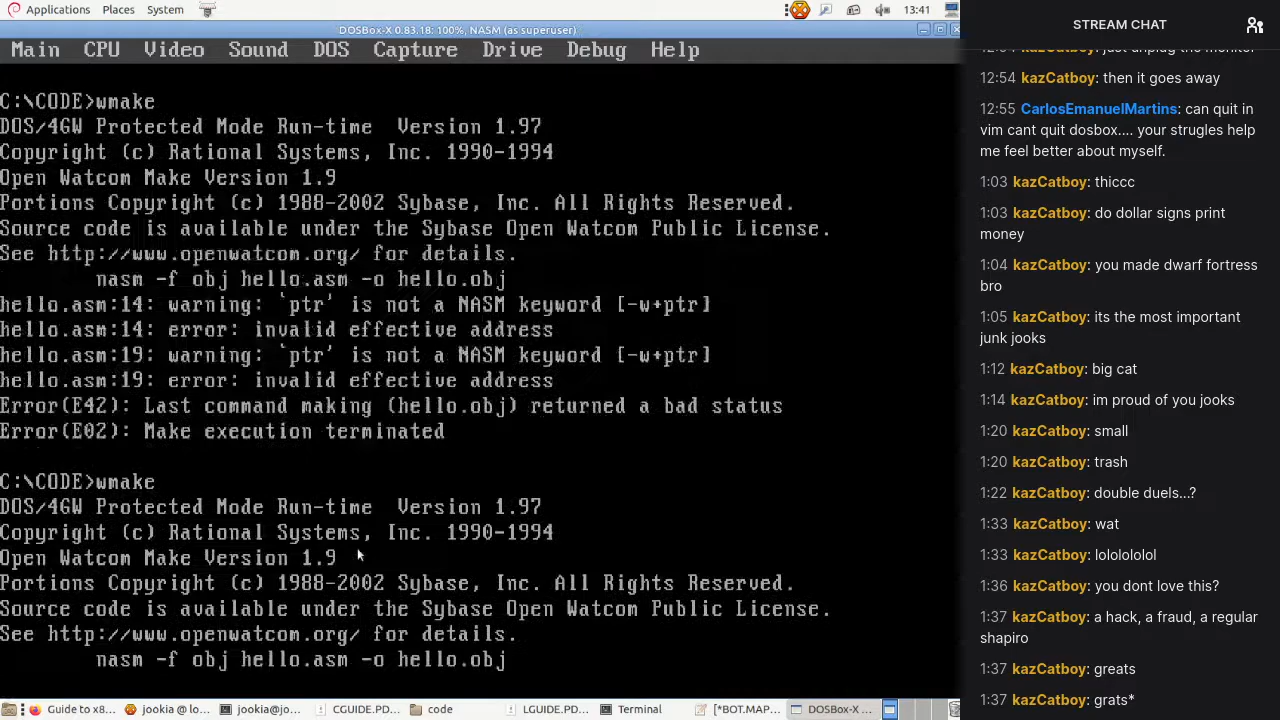 Applications Places System
13:41
DOSBox-X 0.83.18: 100%, NASM (as superuser)
Main CPU Video Sound DOS Capture Drive Debug Help
C:\CODE>wmake
DOS/4GW Protected Mode Run-time  Version 1.97
Copyright (c) Rational Systems, Inc. 1990-1994
Open Watcom Make Version 1.9
Portions Copyright (c) 1988-2002 Sybase, Inc. All Rights Reserved.
Source code is available under the Sybase Open Watcom Public License.
See http://www.openwatcom.org/ for details.
nasm -f obj hello.asm -o hello.obj
hello.asm:14: warning: `ptr' is not a NASM keyword [-w+ptr]
hello.asm:14: error: invalid effective address
hello.asm:19: warning: `ptr' is not a NASM keyword [-w+ptr]
hello.asm:19: error: invalid effective address
Error(E42): Last command making (hello.obj) returned a bad status
Error(E02): Make execution terminated
C:\CODE>wmake
DOS/4GW Protected Mode Run-time  Version 1.97
Copyright (c) Rational Systems, Inc. 1990-1994
Open Watcom Make Version 1.9
Portions Copyright (c) 1988-2002 Sybase, Inc. All Rights Reserved.
Source code is available under the Sybase Open Watcom Public License.
See http://www.openwatcom.org/ for details.
nasm -f obj hello.asm -o hello.obj
Guide to x8... jookia @ lo... jookia@jo... CGUIDE.PD... code LGUIDE.PD... Terminal [*BOT.MAP... DOSBox-X ...
STREAM CHAT
12:54 kazCatboy: just unplug the monitor
12:54 kazCatboy: then it goes away
12:55 CarlosEmanuelMartins: can quit in
vim cant quit dosbox.... your strugles help
me feel better about myself.
1:03 kazCatboy: thiccc
1:03 kazCatboy: do dollar signs print
money
1:04 kazCatboy: you made dwarf fortress
bro
1:05 kazCatboy: its the most important
junk jooks
1:12 kazCatboy: big cat
1:14 kazCatboy: im proud of you jooks
1:20 kazCatboy: small
1:20 kazCatboy: trash
1:22 kazCatboy: double duels...?
1:33 kazCatboy: wat
1:33 kazCatboy: lolololol
1:36 kazCatboy: you dont love this?
1:37 kazCatboy: a hack, a fraud, a regular
shapiro
1:37 kazCatboy: greats
1:37 kazCatboy: grats*